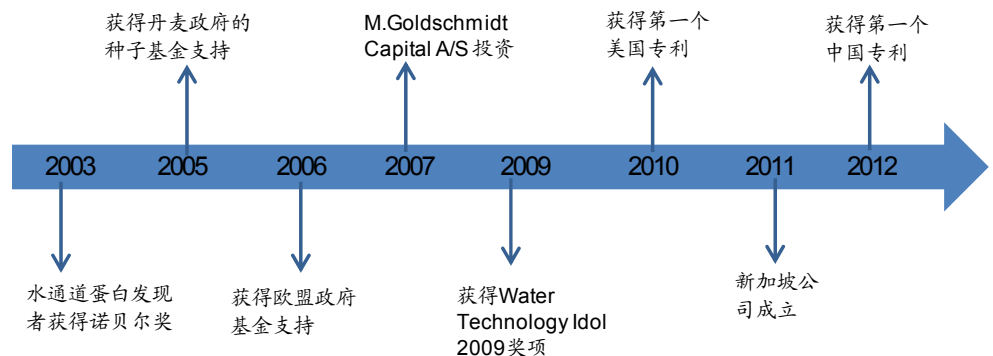 获得丹麦政府的
种子基金支持
M.Goldschmidt
Capital A/S投资
获得第一个
美国专利
获得第一个
中国专利
2003
2005
2006
2007
2009
2010
2011
2012
水通道蛋白发现
者获得诺贝尔奖
获得欧盟政府
基金支持
获得Water
Technology Idol
2009奖项
新加坡公
司成立